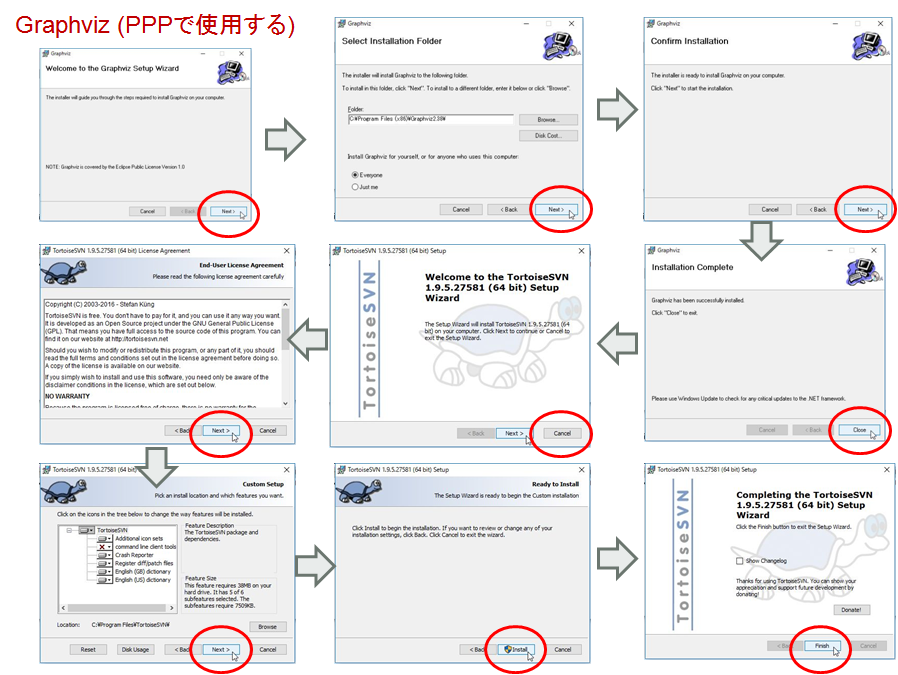 Graphviz (PPPで使用する)
Graphviz
Welcome to the Graphviz Setup Wizard
The installer will guide you through the steps required to install Graphviz on your computer.
NOTE: Graphviz is covered by the Eclipse Public License Version 1.0
Cancel
< Back
Next >
Graphviz
Select Installation Folder
The installer will install Graphviz to the following folder.
To install in this folder, click "Next". To install to a different folder, enter it below or click "Browse".
Folder:
C:¥Program Files (x86)¥Graphviz2.38¥
Browse...
Disk Cost...
Install Graphviz for yourself, or for anyone who uses this computer:
Everyone
Just me
Cancel
< Back
Next >
Graphviz
Confirm Installation
The installer is ready to install Graphviz on your computer.
Click "Next" to start the installation.
Cancel
< Back
Next >
Graphviz
Installation Complete
Graphviz has been successfully installed.
Click "Close" to exit.
Please use Windows Update to check for any critical updates to the .NET framework.
Cancel
< Back
Close
TortoiseSVN 1.9.5.27581 (64 bit) Setup
TortoiseSVN
Welcome to the TortoiseSVN
1.9.5.27581 (64 bit) Setup
Wizard
The Setup Wizard will install TortoiseSVN 1.9.5.27581 (64
bit) on your computer. Click Next to continue or Cancel to
exit the Setup Wizard.
< Back
Next >
Cancel
TortoiseSVN 1.9.5.27581 (64 bit) License Agreement
End-User License Agreement
Please read the following license agreement carefully
Copyright (C) 2003-2016 - Stefan Küng
TortoiseSVN is free. You don't have to pay for it, and you can use it any way you want.
It is developed as an Open Source project under the GNU General Public License
(GPL). That means you have full access to the source code of this program. You can
find it on our website at http://tortoisesvn.net
Should you wish to modify or redistribute this program, or any part of it, you should
read the full terms and conditions set out in the license agreement before doing so.
A copy of the license is available on our website.
If you simply wish to install and use this software, you need only be aware of the
disclaimer conditions in the license, which are set out below.
NO WARRANTY
Because the program is licensed free of charge, there is no warranty for the
< Back
Next >
Cancel
TortoiseSVN 1.9.5.27581 (64 bit)
Custom Setup
Pick an install location and which features you want.
Click on the icons in the tree below to change the way features will be installed.
TortoiseSVN
Additional icon sets
command line client tools
Crash Reporter
Register diff/patch files
English (GB) dictionary
English (US) dictionary
Feature Description
The TortoiseSVN package and
dependencies.
Feature Size
This feature requires 38MB on your
hard drive. It has 5 of 6
subfeatures selected. The
subfeatures require 7509KB.
Location: C:¥Program Files¥TortoiseSVN¥
Browse
Reset
Disk Usage
< Back
Next >
Cancel
TortoiseSVN 1.9.5.27581 (64 bit) Setup
Ready to Install
The Setup Wizard is ready to begin the Custom installation
Click Install to begin the installation. If you want to review or change any of your
installation settings, click Back. Click Cancel to exit the wizard.
< Back
Install
Cancel
TortoiseSVN 1.9.5.27581 (64 bit) Setup
TortoiseSVN
Completing the TortoiseSVN
1.9.5.27581 (64 bit) Setup
Wizard
Click the Finish button to exit the Setup Wizard.
Show Changelog
Thanks for using TortoiseSVN. You can show your
appreciation and support future development by
donating!
Donate!
< Back
Finish
Cancel